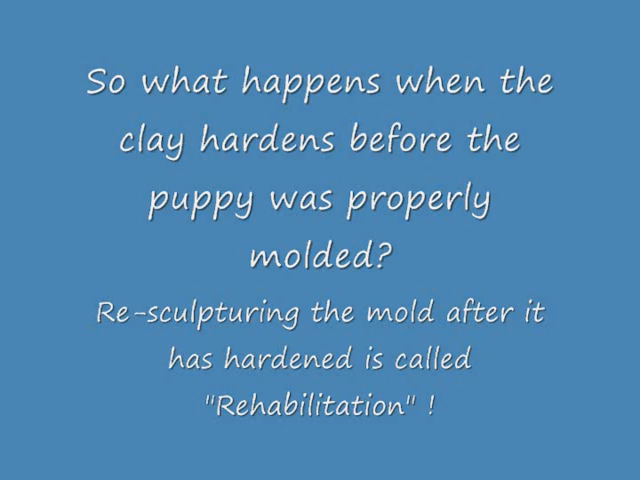 So what happens when the
clay hardens before the
puppy was properly
molded?
Re-sculpturing the mold after it
has hardened is called
"Rehabilitation" !